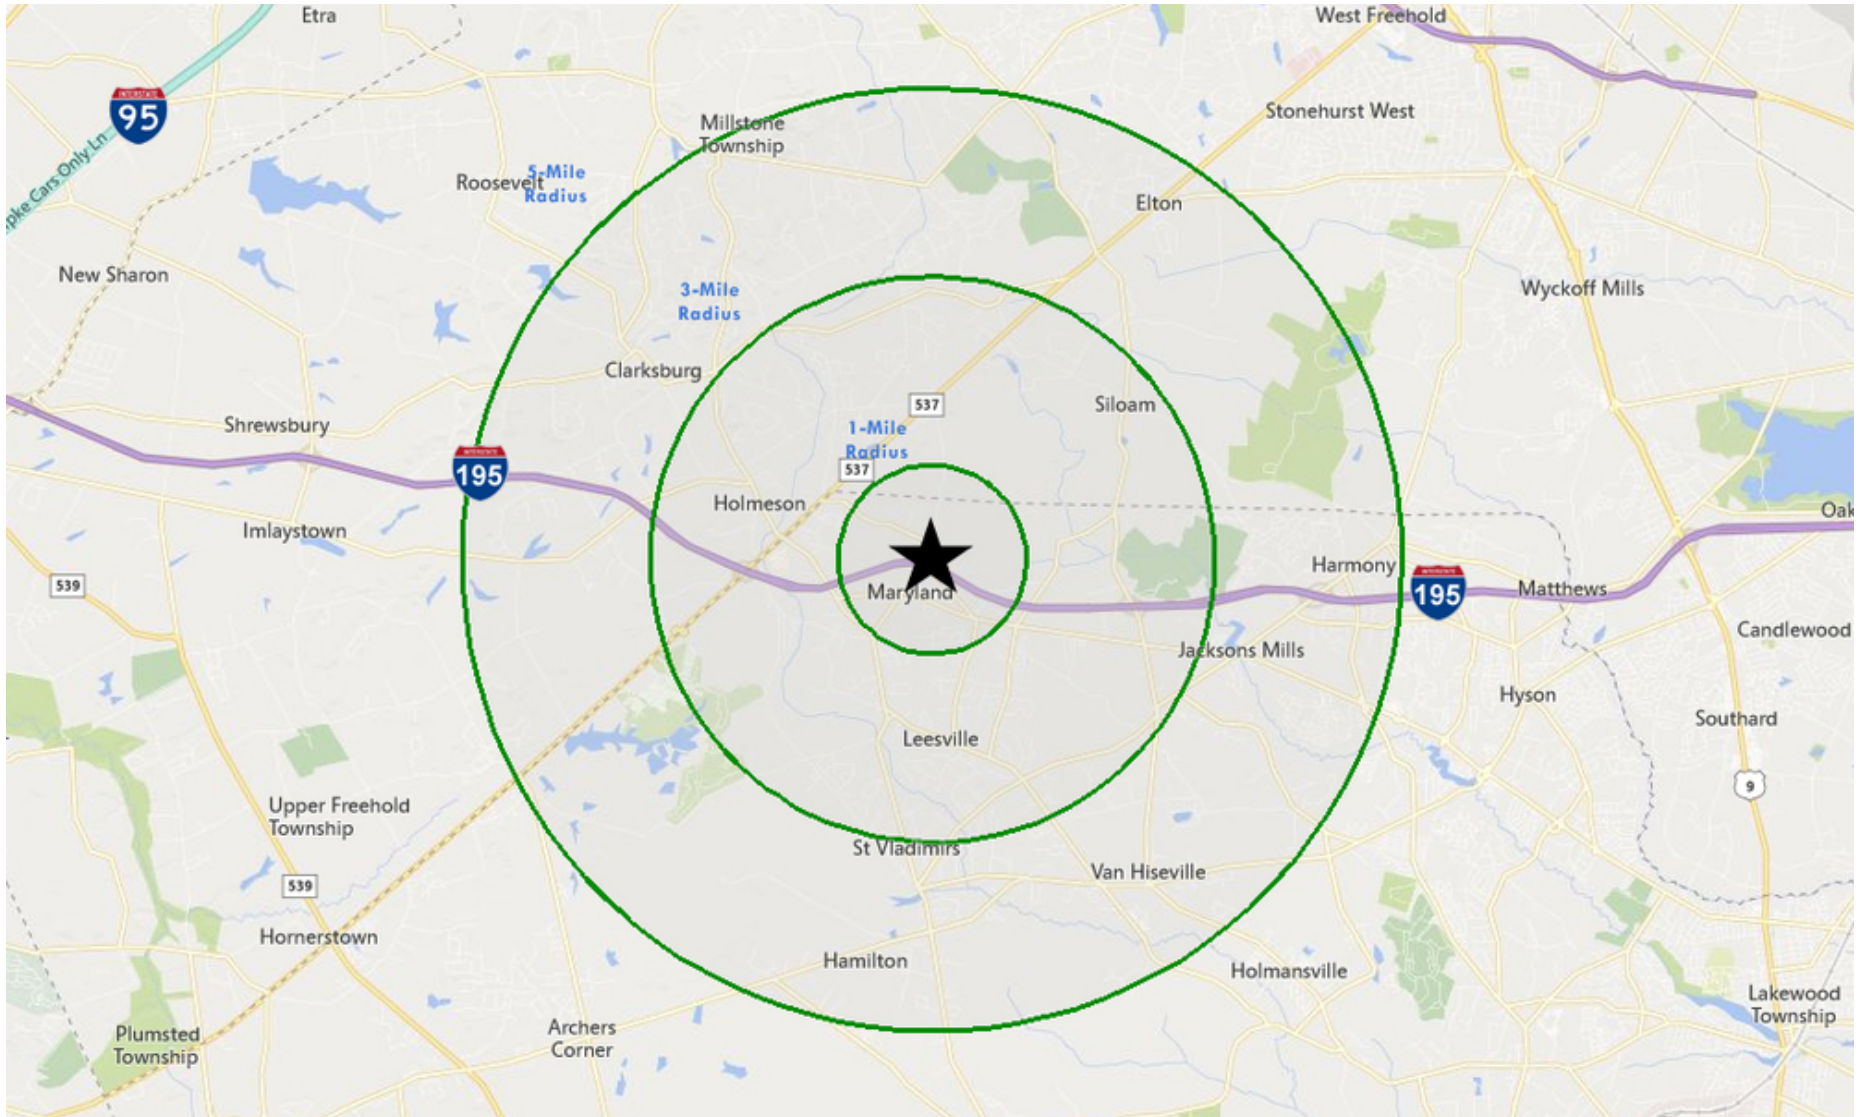 Etra
West Freehold
INTERSTATE
95
Stonehurst West
Millstone
Township
pke Cars Only Ln
5-Mile
Radius
Roosevelt
Elton
New Sharon
3-Mile
Radius
Wyckoff Mills
Clarksburg
537
Siloam
Shrewsbury
1-Mile
Radius
INTERSTATE
195
537
Holmeson
Oak
Imlaystown
539
Harmony
INTERSTATE
195
Matthews
Maryland
Candlewood
Jacksons Mills
Hyson
Southard
Leesville
9
Upper Freehold
Township
St Vladimirs
Van Hiseville
539
Hornerstown
Hamilton
Holmansville
Lakewood
Township
Archers
Corner
Plumsted
Township